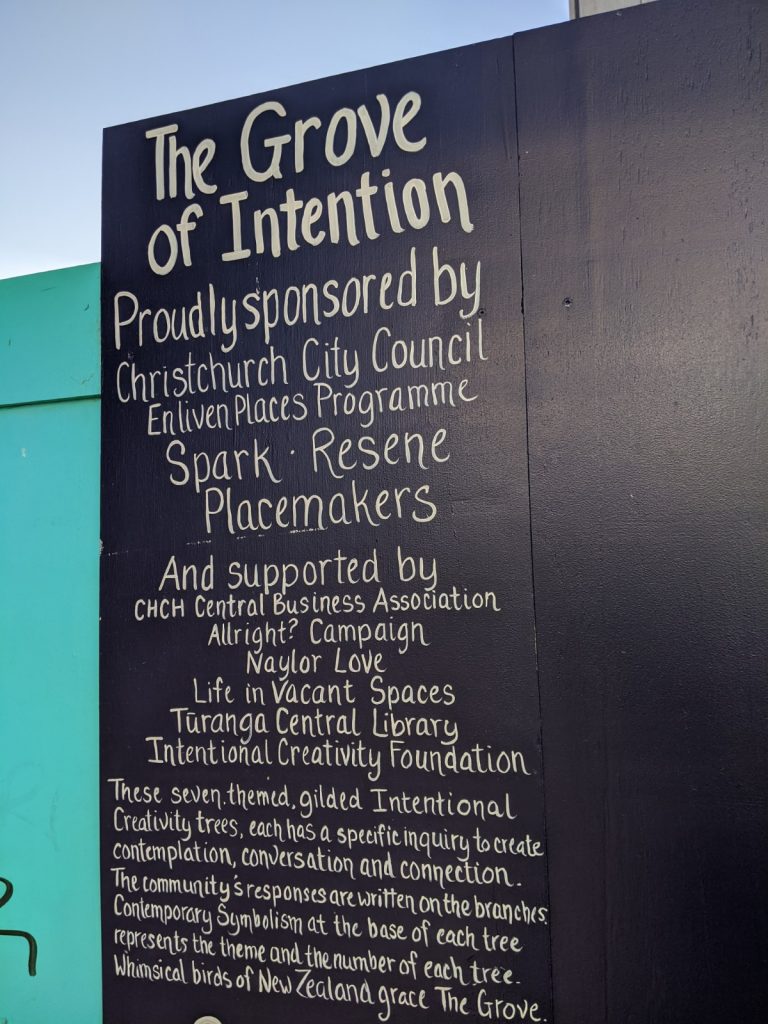 The Grove
of Intention
Proudly sponsored by
Christchurch City Council
Enliven Places Programme
Spark · Resene
Placemakers
And supported by
CHCH Central Business Association
Allright? Campaign
Naylor Love
Life in Vacant Spaces
Tūranga Central Library
Intentional Creativity Foundation
These seven, themed, gilded Intentional
Creativity trees, each has a specific inquiry to create
contemplation, conversation and connection.
The community's responses are written on the branches.
Contemporary Symbolism at the base of each tree
represents the theme and the number of each tree.
Whimsical birds of New Zealand grace The Grove.